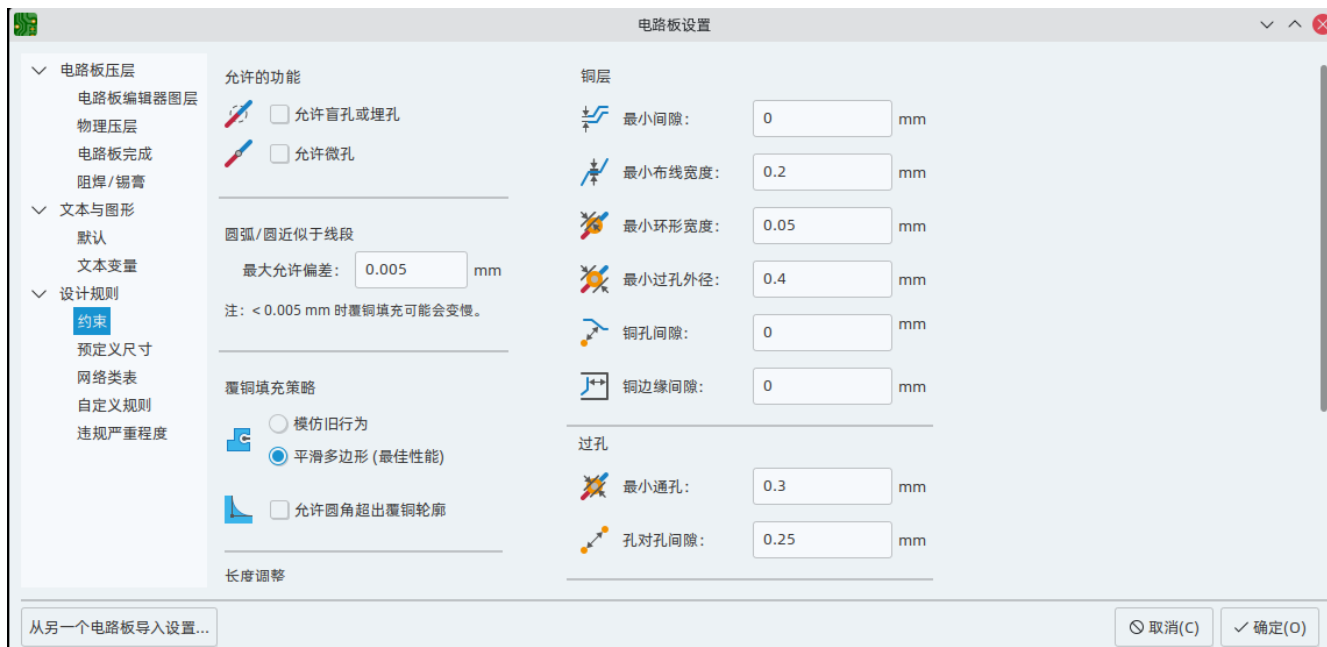 电路板设置
电路板压层
电路板编辑器图层
物理压层
电路板完成
阻焊/锡膏
文本与图形
默认
文本变量
设计规则
约束
预定义尺寸
网络类表
自定义规则
违规严重程度
允许的功能
允许盲孔或埋孔
允许微孔
圆弧/圆近似于线段
最大允许偏差: 0.005 mm
注: < 0.005 mm 时覆铜填充可能会变慢。
覆铜填充策略
模仿旧行为
平滑多边形 (最佳性能)
允许圆角超出覆铜轮廓
长度调整
铜层
最小间隙: 0 mm
最小布线宽度: 0.2 mm
最小环形宽度: 0.05 mm
最小过孔外径: 0.4 mm
铜孔间隙: 0 mm
铜边缘间隙: 0 mm
过孔
最小通孔: 0.3 mm
孔对孔间隙: 0.25 mm
从另一个电路板导入设置...
取消(C)
确定(O)